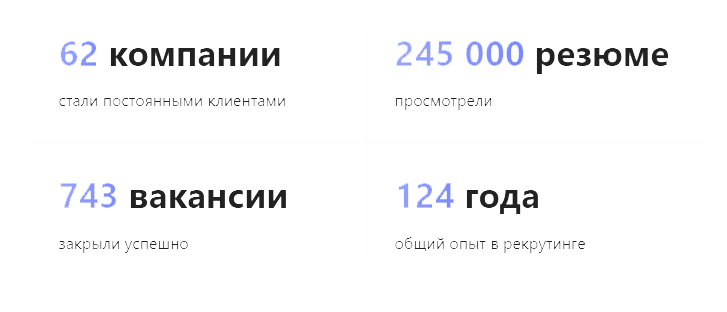 62 компании
стали постоянными клиентами
245 000 резюме
просмотрели
743 вакансии
закрыли успешно
124 года
общий опыт в рекрутинге